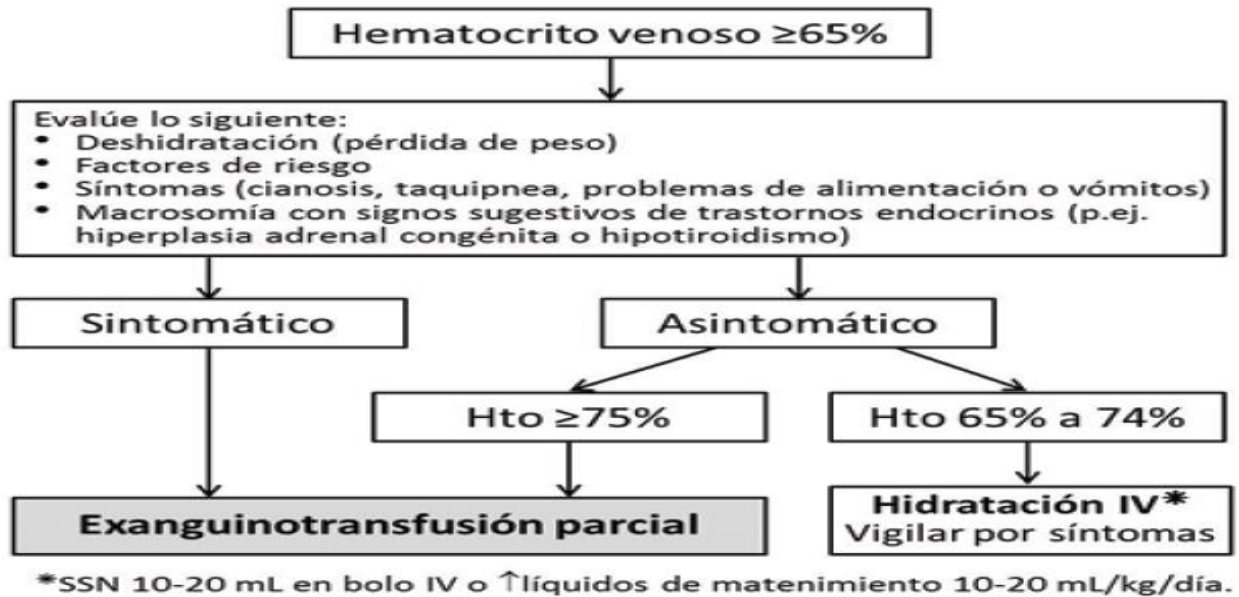 Hematocrito venoso ≥65%
Evalúe lo siguiente:
• Deshidratación (pérdida de peso)
• Factores de riesgo
• Síntomas (cianosis, taquipnea, problemas de alimentación o vómitos)
• Macrosomía con signos sugestivos de trastornos endocrinos (p.ej.
hiperplasia adrenal congénita o hipotiroidismo)
Sintomático
Asintomático
Hto ≥75%
Hto 65% a 74%
Exanguinotransfusión parcial
Hidratación IV*
Vigilar por síntomas
*SSN 10-20 mL en bolo IV o ↑líquidos de matenimiento 10-20 mL/kg/día.